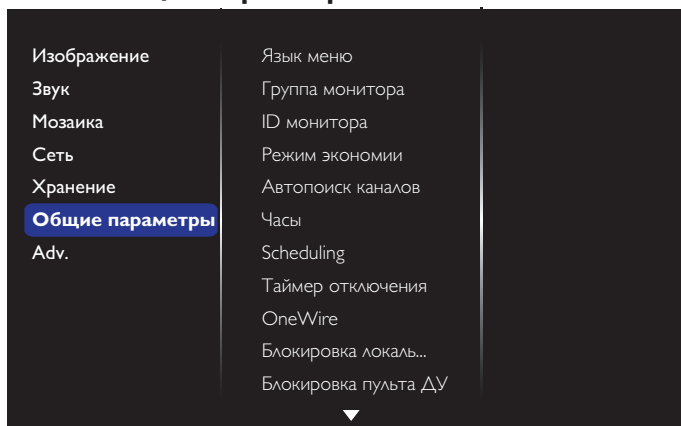 Изображение
Звук
Мозаика
Сеть
Хранение
Общие параметры
Adv.
Язык меню
Группа монитора
ID монитора
Режим экономии
Автопоиск каналов
Часы
Scheduling
Таймер отключения
OneWire
Блокировка локаль...
Блокировка пульта ДУ